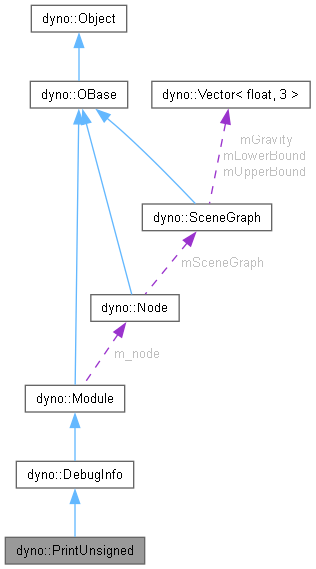 dyno::Object
dyno::OBase
dyno::Vector< float, 3 >
mGravity
mLowerBound
mUpperBound
dyno::SceneGraph
mSceneGraph
dyno::Node
m_node
dyno::Module
dyno::DebugInfo
dyno::PrintUnsigned